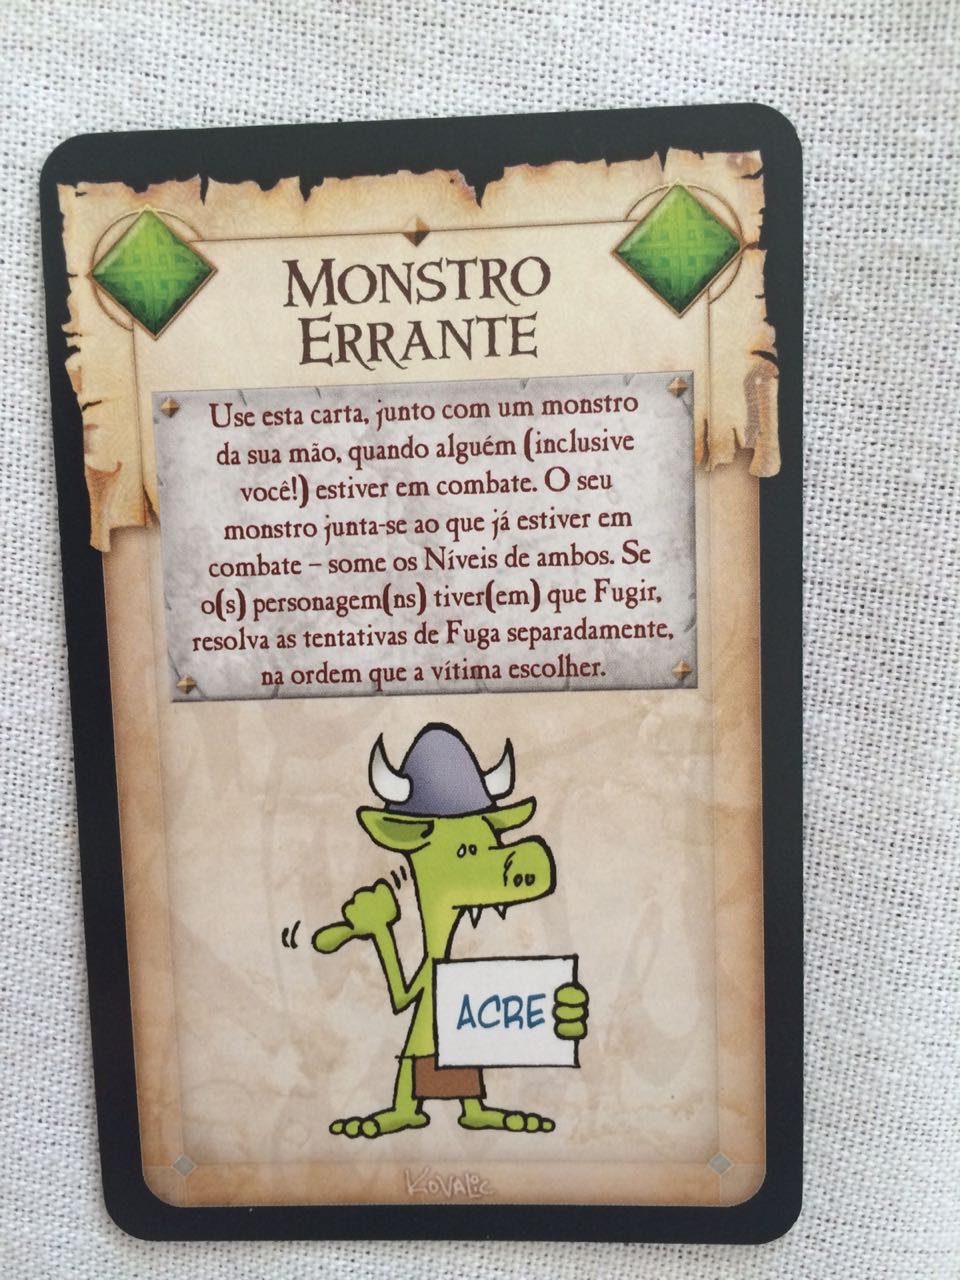 MONSTRO
ERRANTE
Use esta carta, junto com um monstro
da sua mão, quando alguém (inclusive
você!) estiver em combate. O seu
monstro junta-se ao que já estiver em
combate – some os Níveis de ambos. Se
o(s) personagem(ns) tiver(em) que Fugir,
resolva as tentativas de Fuga separadamente,
na ordem que a vítima escolher.
ACRE
KOVALIC